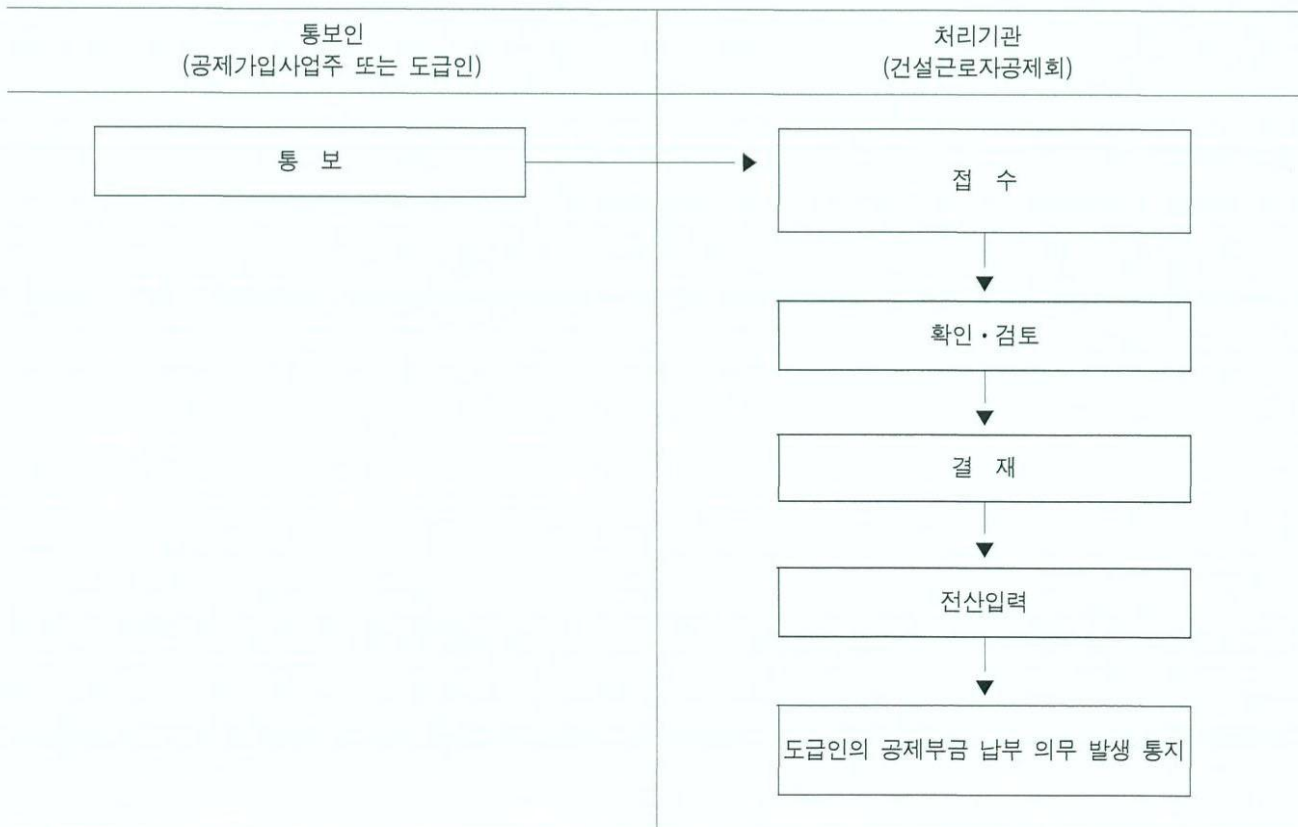 통보인
(공제가입사업주 또는 도급인)
처리기관
(건설근로자공제회)
통 보
접 수
확인・검토
결 재
전산입력
도급인의 공제부금 납부 의무 발생 통지